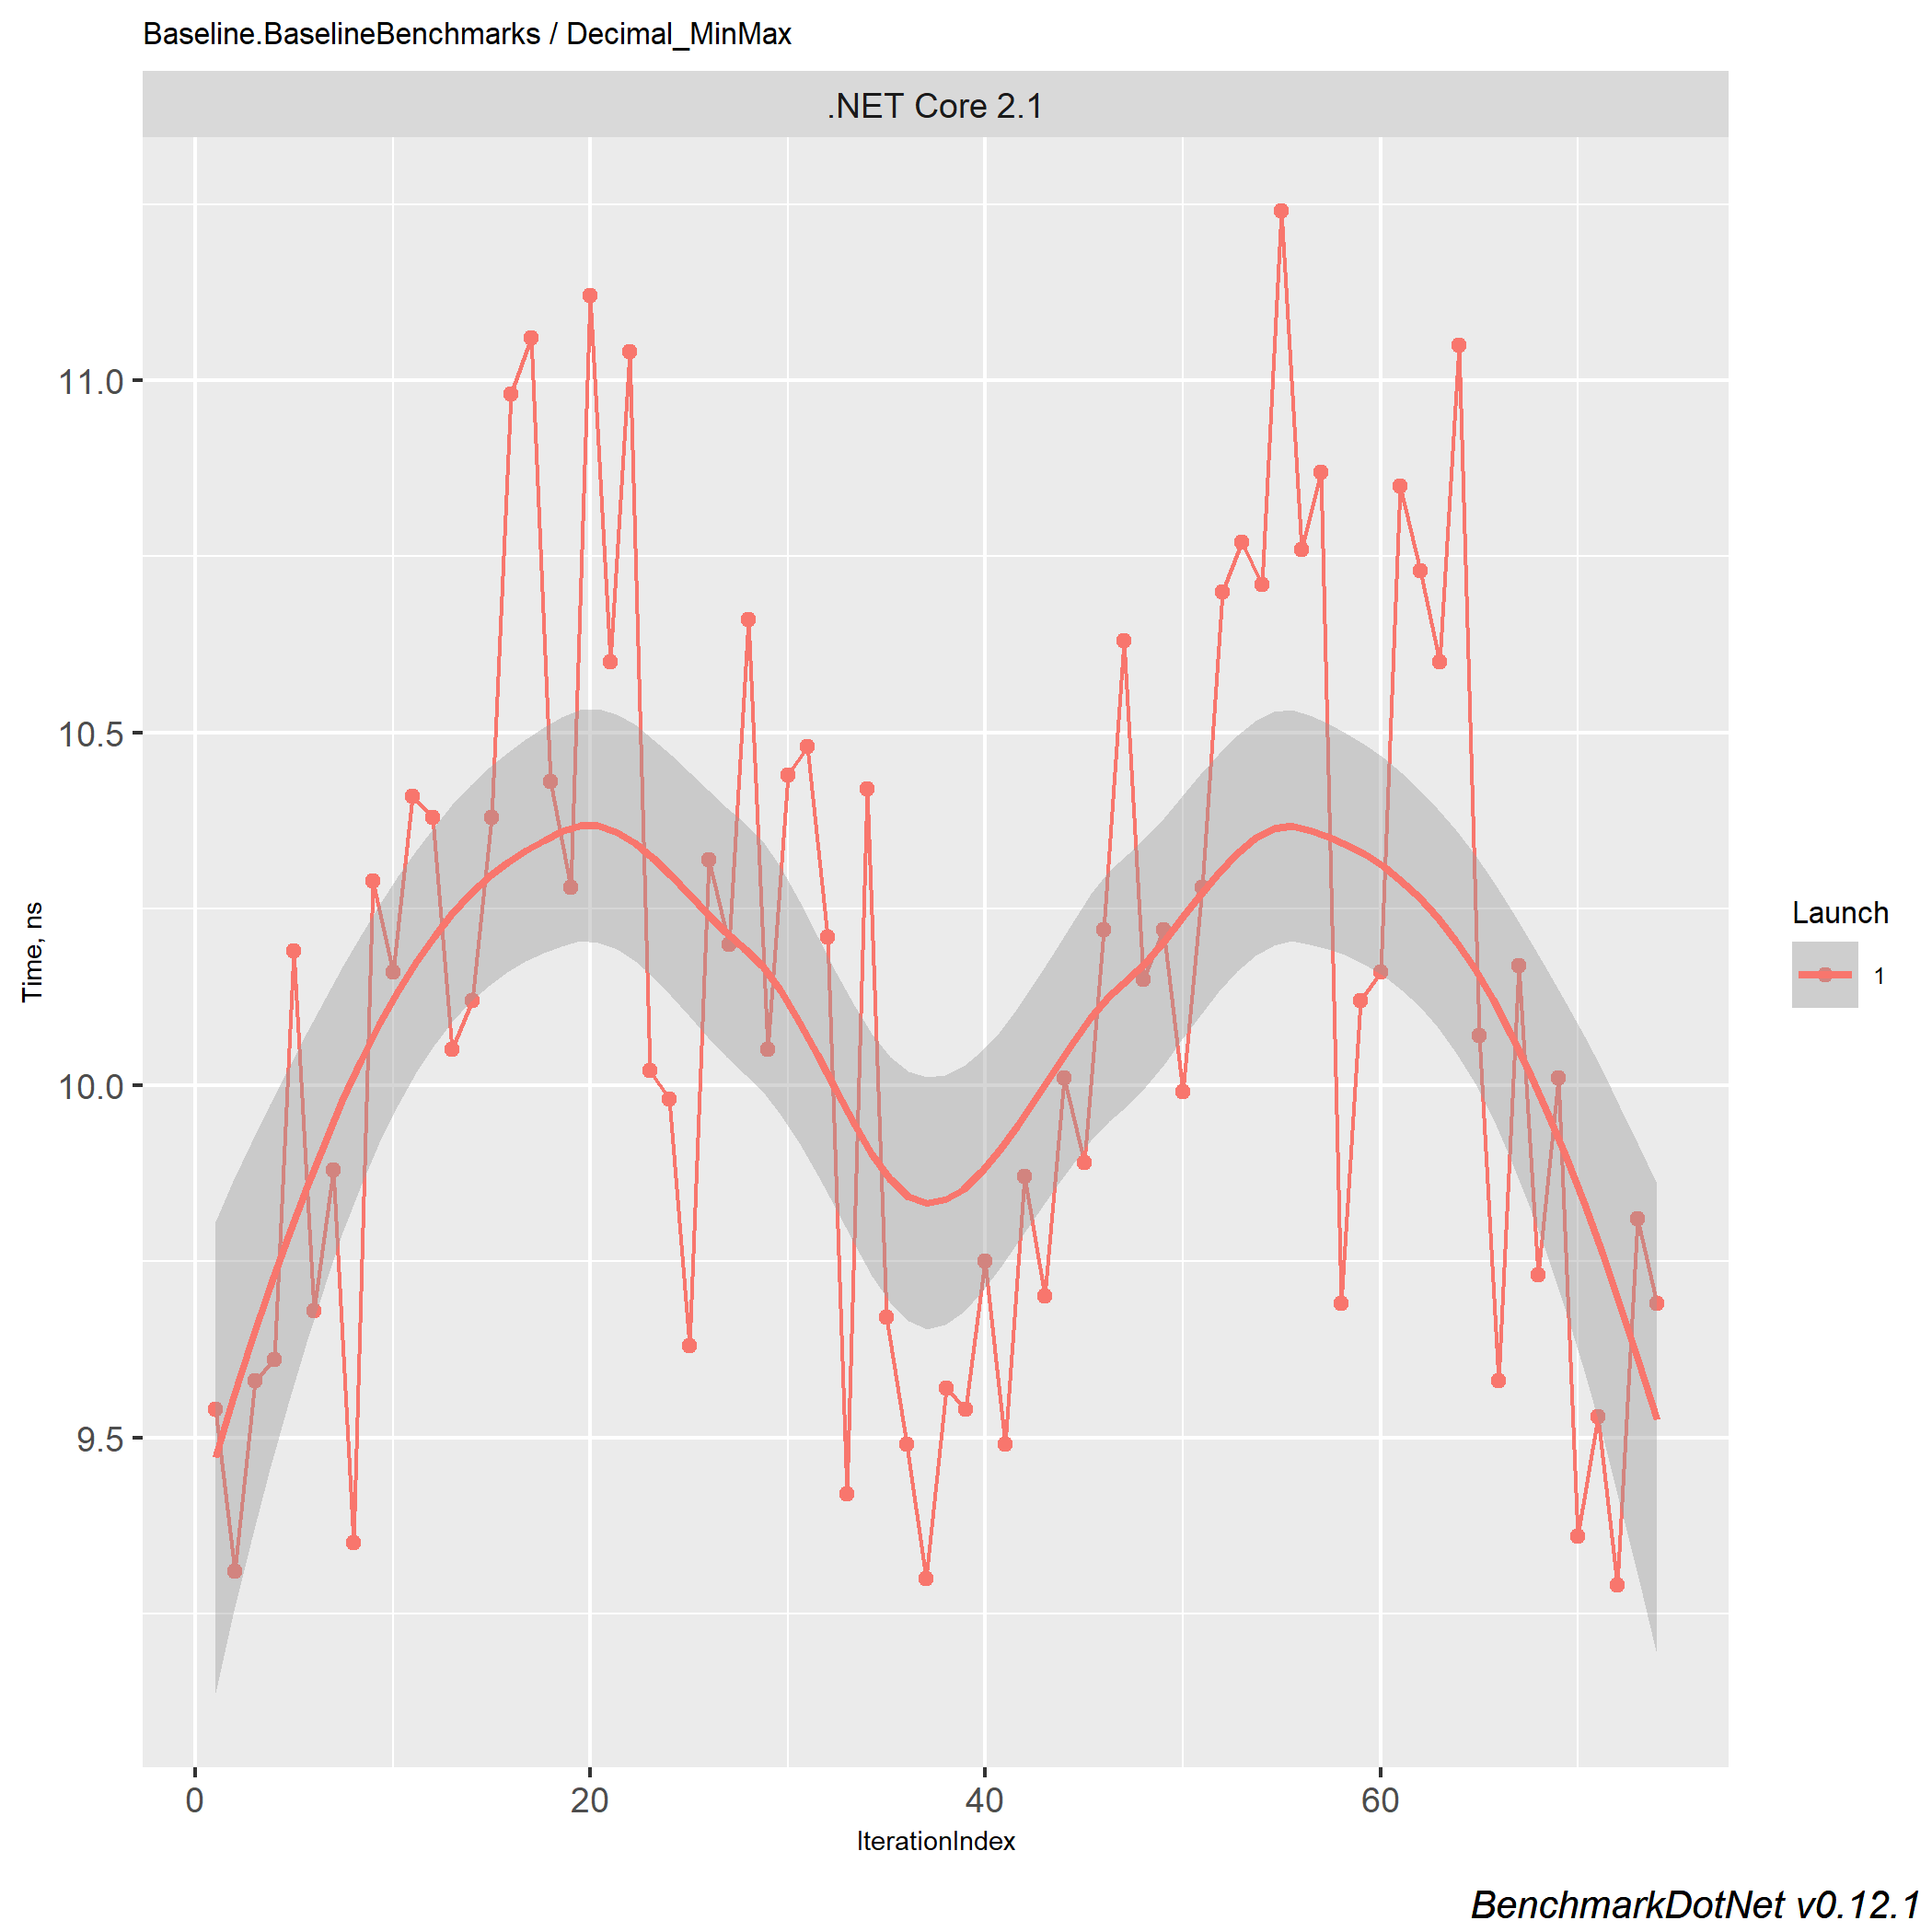 Baseline.BaselineBenchmarks / Decimal_MinMax
.NET Core 2.1
11.0
10.5
10.0
9.5
Time, ns
0 20 40 60
IterationIndex
Launch
1
BenchmarkDotNet v0.12.1